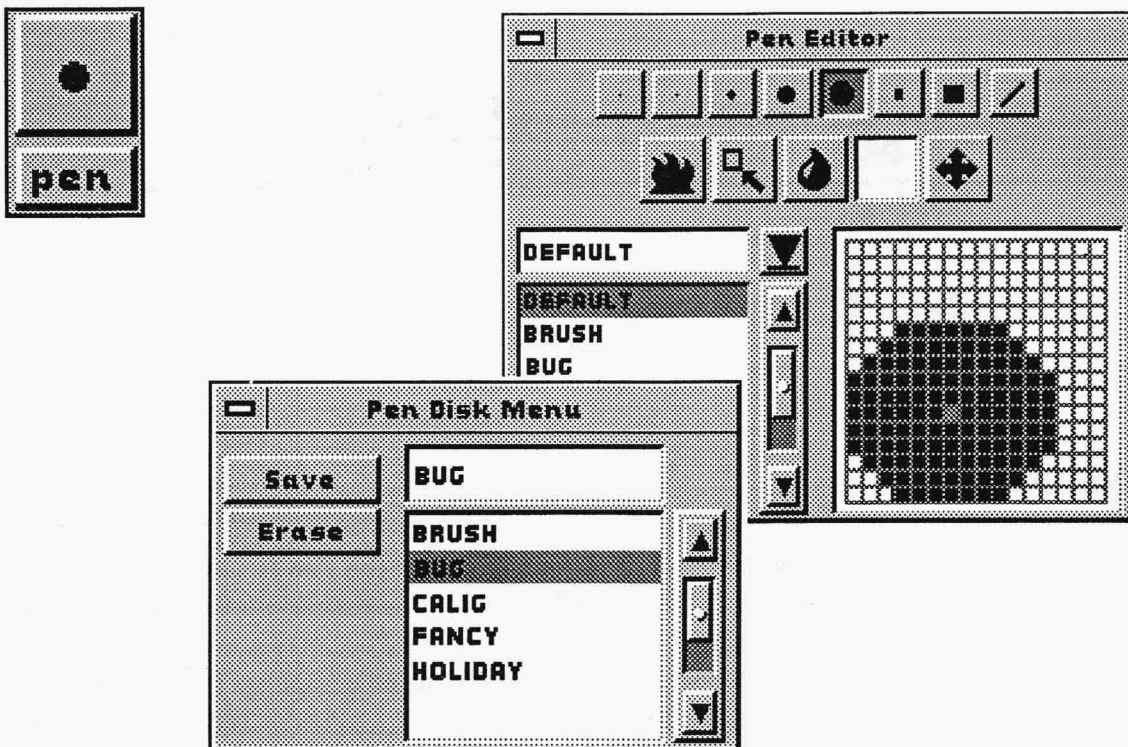 pen
Pen Editor
DEFAULT
DEFAULT
BRUSH
BUG
Pen Disk Menu
Save
BUG
Erase
BRUSH
BUG
CALIG
FANCY
HOLIDAY